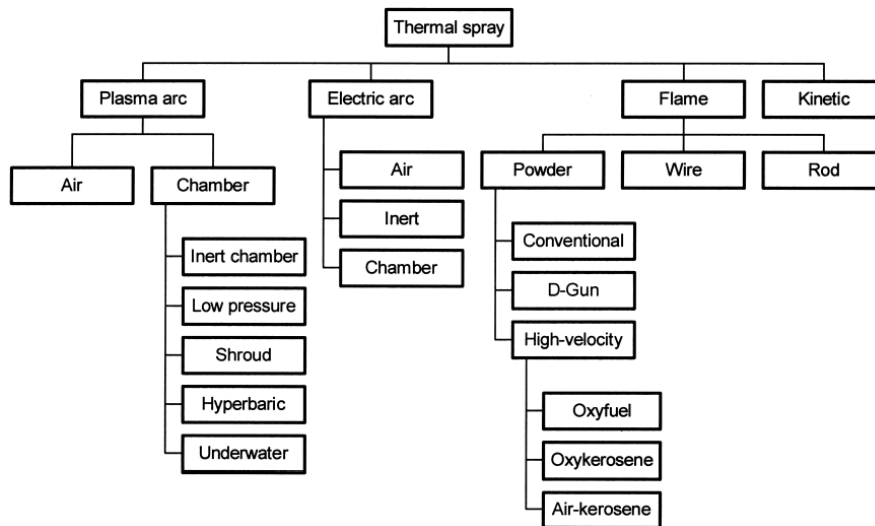 Thermal spray
Plasma arc
Electric arc
Flame
Kinetic
Air
Chamber
Air
Powder
Wire
Rod
Inert
Conventional
Inert chamber
Chamber
Low pressure
D-Gun
Shroud
High-velocity
Hyperbaric
Oxyfuel
Underwater
Oxykerosene
Air-kerosene